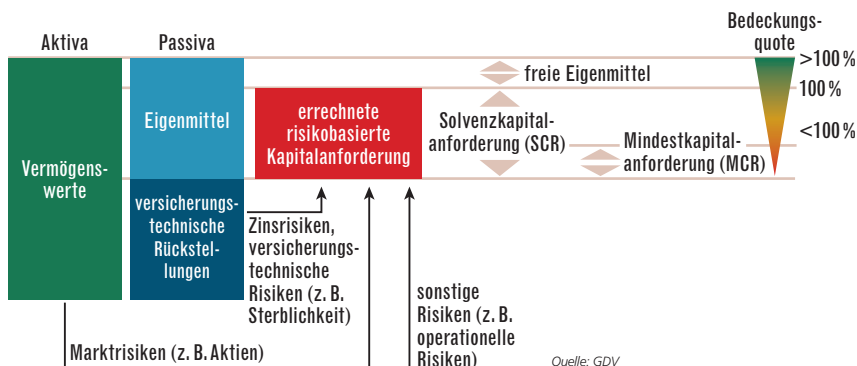 Aktiva
Passiva
Bedeckungs-
quote
>100 %
100 %
<100 %
Vermögens-
werte
Eigenmittel
versicherungs-
technische
Rückstel-
lungen
errechnete
risikobasierte
Kapitalanforderung
freie Eigenmittel
Solvenzkapital-
anforderung (SCR)
Mindestkapital-
anforderung (MCR)
Zinsrisiken,
versicherungs-
technische
Risiken (z. B.
Sterblichkeit)
sonstige
Risiken (z. B.
operationelle
Risiken)
Marktrisiken (z. B. Aktien)
Quelle: GDV